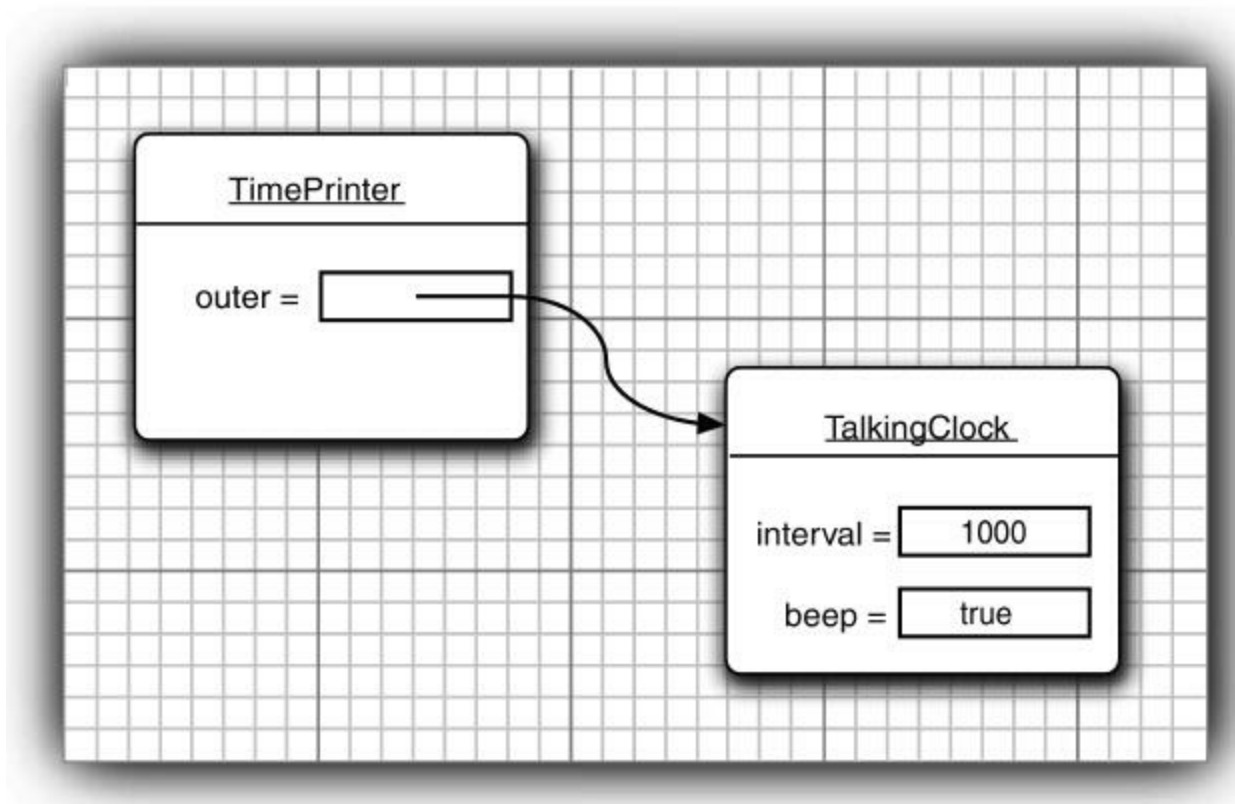 TimePrinter
outer =
TalkingClock
interval = 1000
beep = true